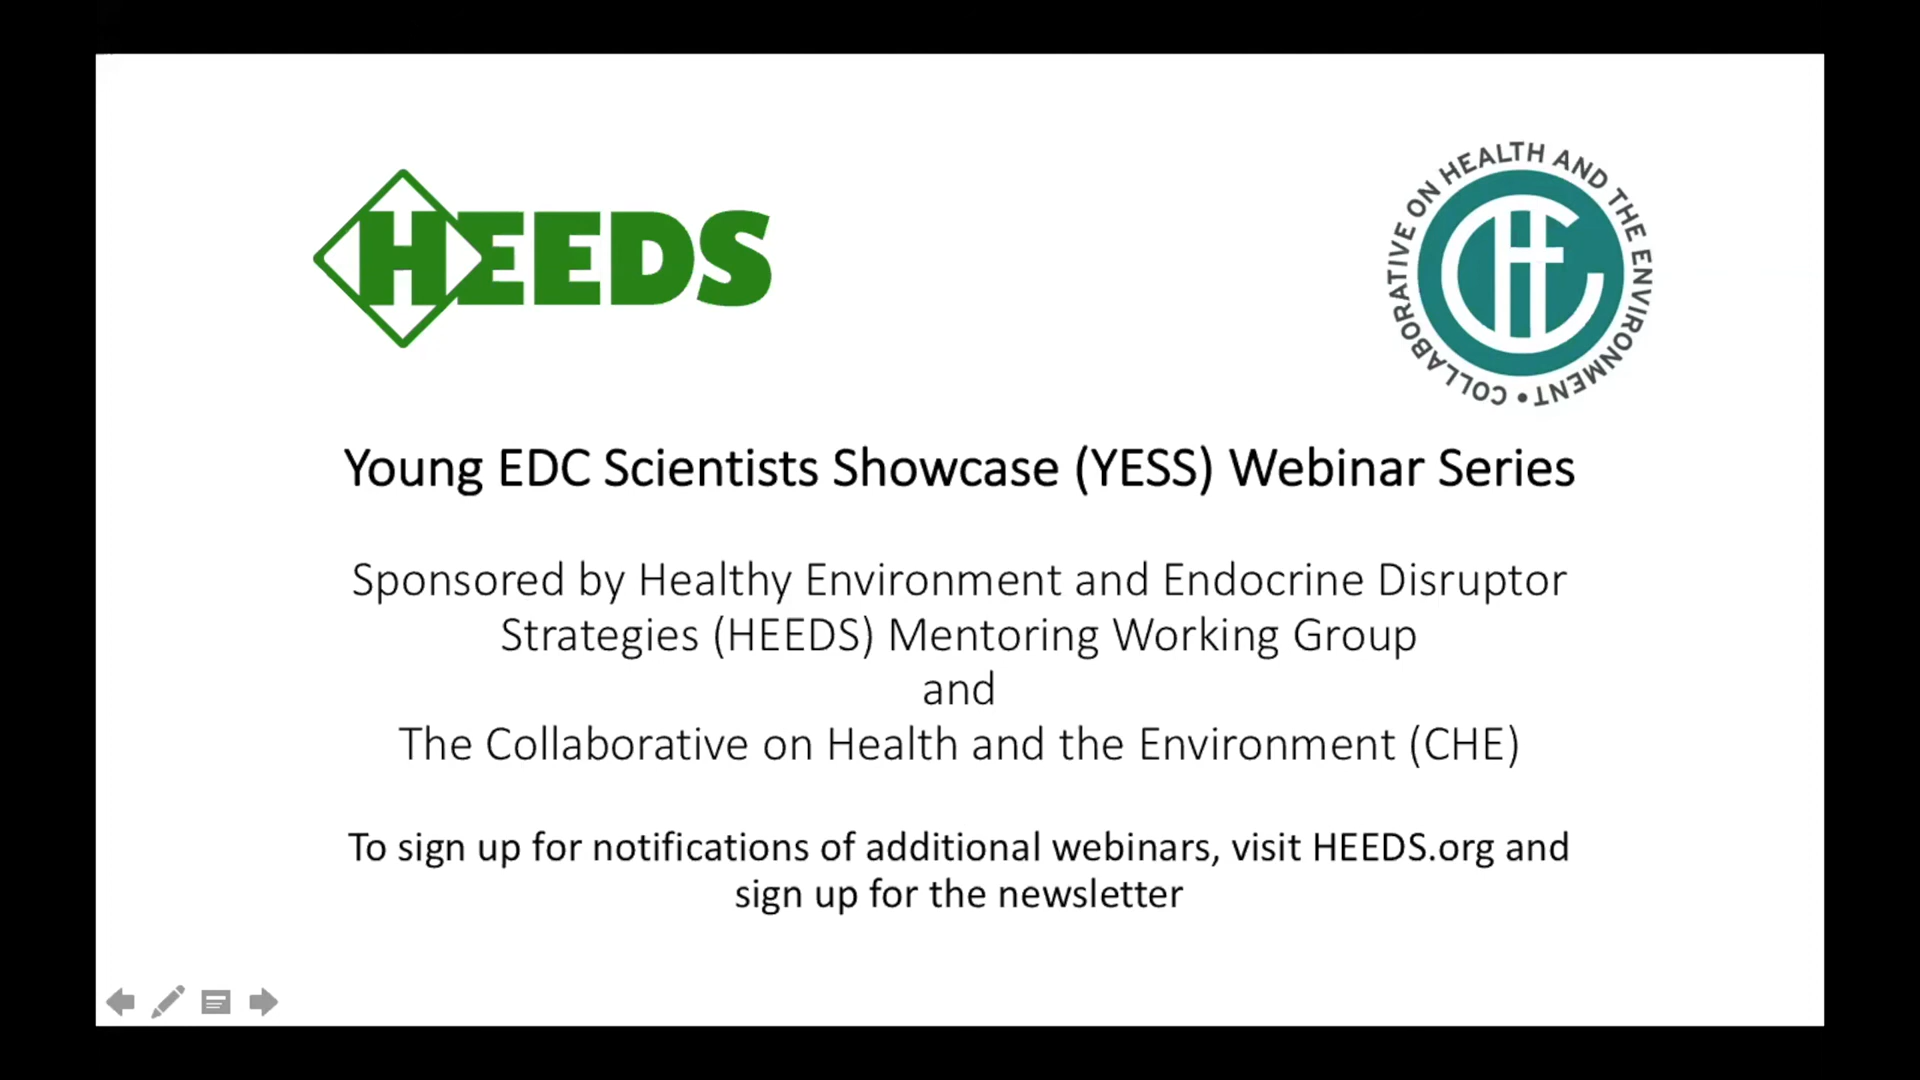 HEEDS
COLLABORATIVE ON HEALTH AND THE ENVIRONMENT •
CHE
Young EDC Scientists Showcase (YESS) Webinar Series
Sponsored by Healthy Environment and Endocrine Disruptor
Strategies (HEEDS) Mentoring Working Group
and
The Collaborative on Health and the Environment (CHE)
To sign up for notifications of additional webinars, visit HEEDS.org and
sign up for the newsletter